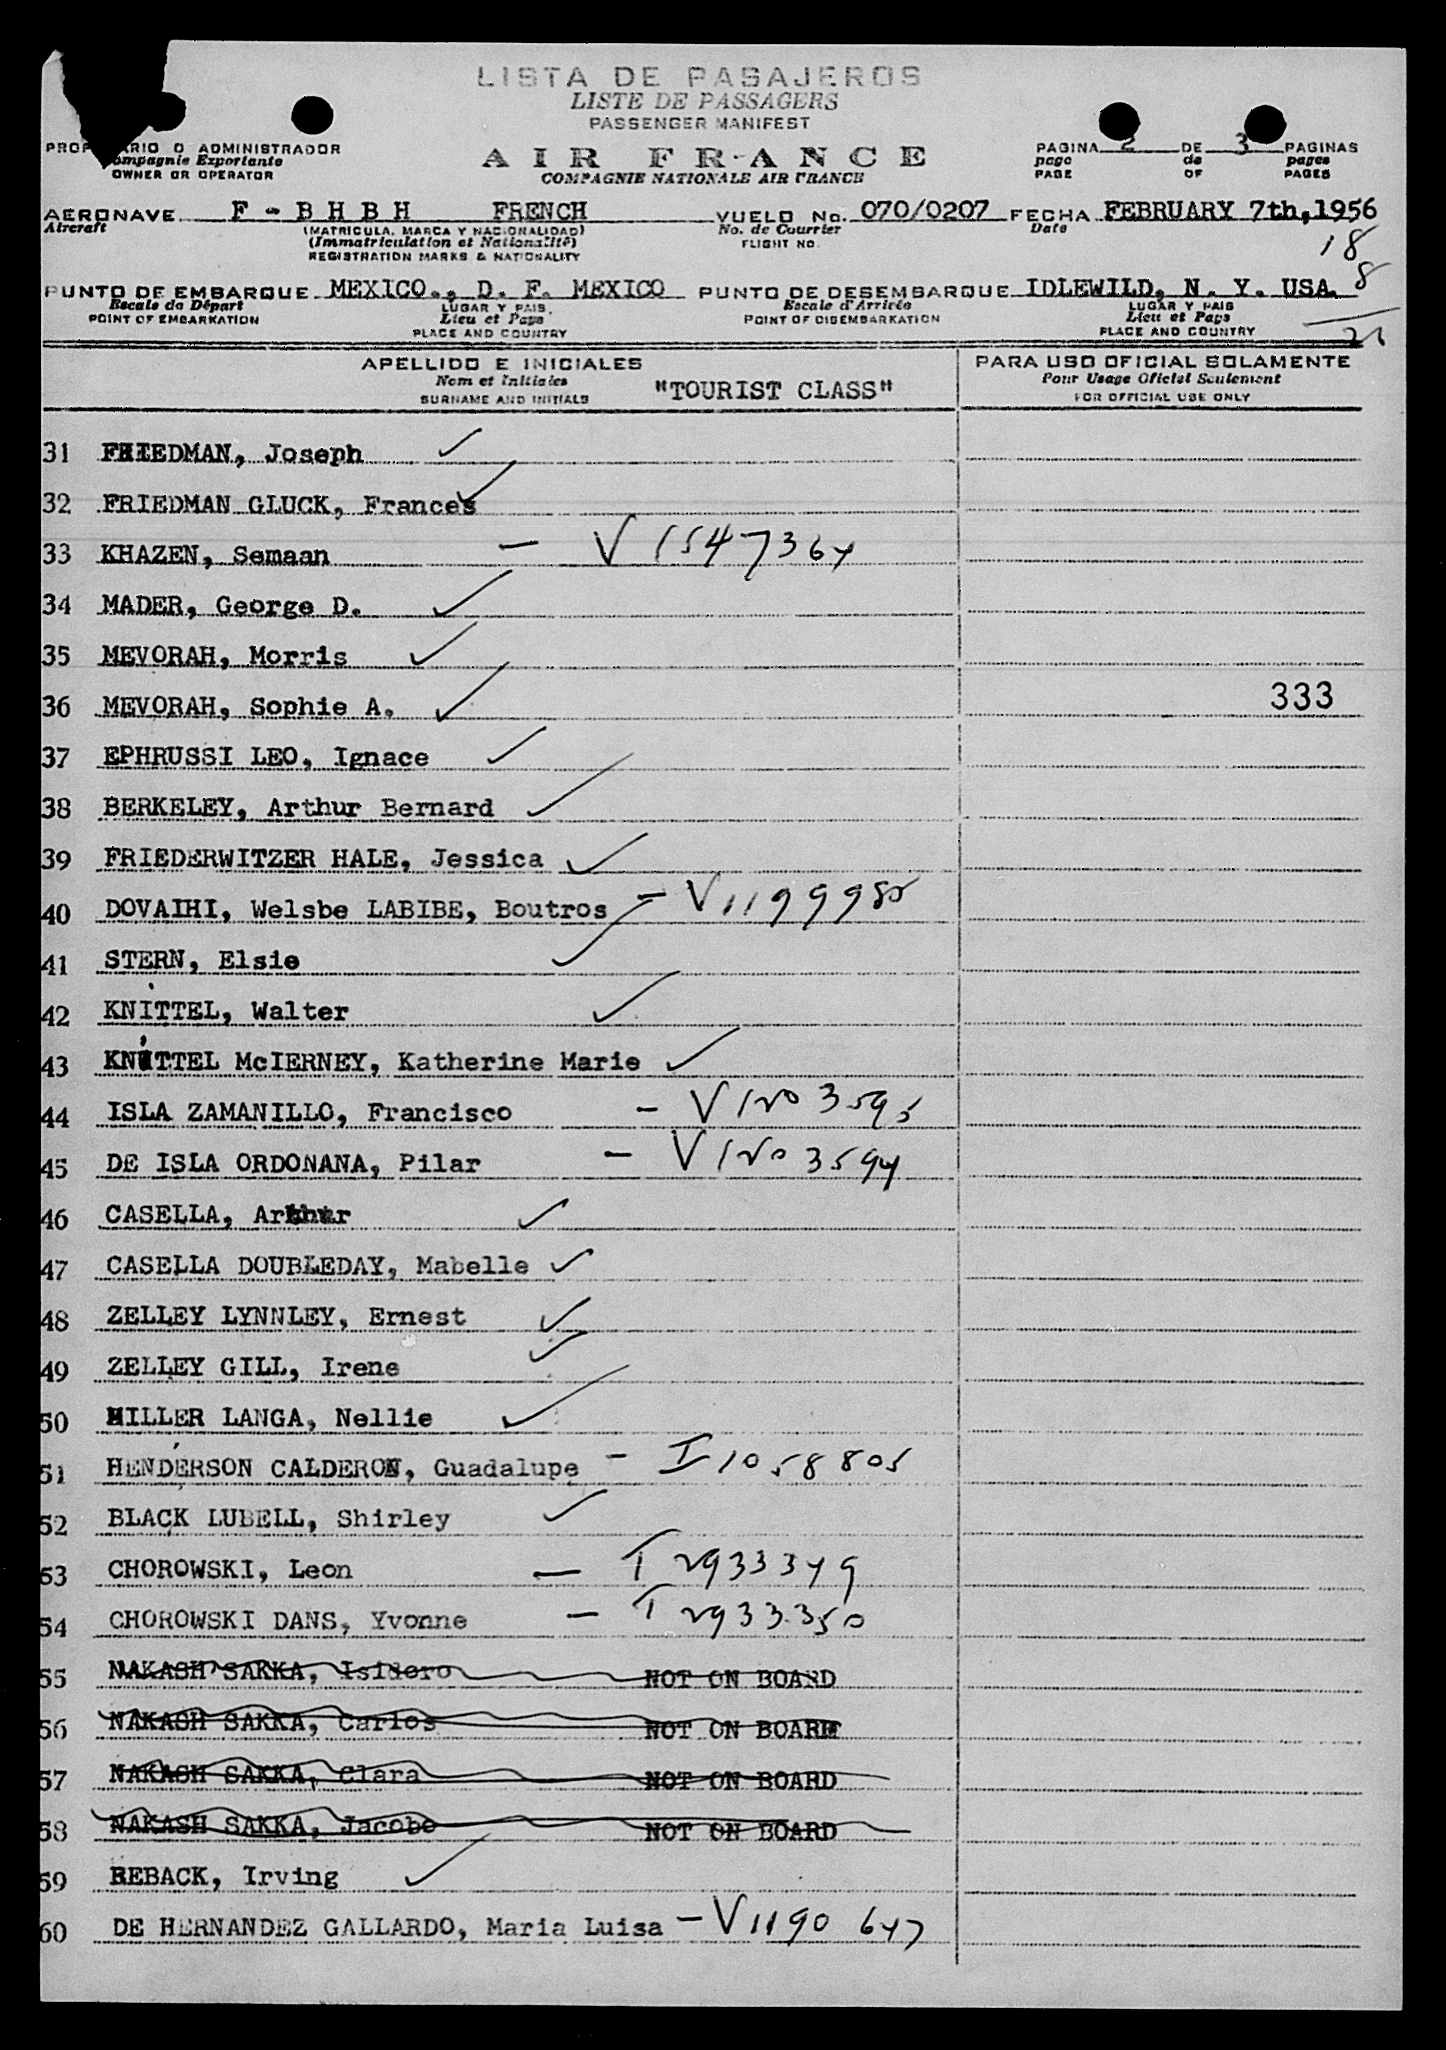 LISTA DE PASAJEROS
LISTE DE PASSAGERS
PASSENGER MANIFEST
AIR FRANCE
COMPAGNIE NATIONALE AIR FRANCE
O ADMINISTRADOR
Compagnie Exportante
OWNER OR OPERATOR
PAGINA 2 DE 3 PAGINAS
page de pages
PAGE OF PAGES
AERONAVE F - B H B H FRENCH VUELO No. 070/0207 FECHA FEBRUARY 7th, 1956
Aircraft (MATRICULA, MARCA Y NACIONALIDAD) No. de Courrier Date
(Immatriculation et Nationalité) FLIGHT NO.
REGISTRATION MARKS & NATIONALITY
18
8
PUNTO DE EMBARQUE MEXICO., D. F. MEXICO PUNTO DE DESEMBARQUE IDLEWILD, N. Y. USA.
Escale de Départ LUGAR Y PAIS. Escale d'Arrivée LUGAR Y PAIS
POINT OF EMBARKATION Lieu et Pays POINT OF DISEMBARKATION Lieu et Pays
PLACE AND COUNTRY PLACE AND COUNTRY
APELLIDO E INICIALES PARA USO OFICIAL SOLAMENTE
Nom et Initiales "TOURIST CLASS" Pour Usage Oficiel Seulement
SURNAME AND INITIALS FOR OFFICIAL USE ONLY
31 FRIEDMAN, Joseph ✓
32 FRIEDMAN GLUCK, Frances ✓
33 KHAZEN, Semaan - V 1547364
34 MADER, George D. ✓
35 MEVORAH, Morris ✓
36 MEVORAH, Sophie A. ✓ 333
37 EPHRUSSI LEO, Ignace ✓
38 BERKELEY, Arthur Bernard ✓
39 FRIEDERWITZER HALE, Jessica ✓
40 DOVAIHI, Welsbe LABIBE, Boutros - V 1199985
41 STERN, Elsie ✓
42 KNITTEL, Walter ✓
43 KNITTEL McIERNEY, Katherine Marie ✓
44 ISLA ZAMANILLO, Francisco - V 1203595
45 DE ISLA ORDONANA, Pilar - V 1203594
46 CASELLA, Arthur ✓
47 CASELLA DOUBLEDAY, Mabelle ✓
48 ZELLEY LYNNLEY, Ernest ✓
49 ZELLEY GILL, Irene ✓
50 MILLER LANGA, Nellie ✓
51 HENDERSON CALDERON, Guadalupe - I 1058805
52 BLACK LUBELL, Shirley ✓
53 CHOROWSKI, Leon - T 2933349
54 CHOROWSKI DANS, Yvonne - T 2933350
55 NAKASH SAKKA, Isidoro NOT ON BOARD
56 NAKASH SAKKA, Carlos NOT ON BOARD
57 NAKASH SAKKA, Clara NOT ON BOARD
58 NAKASH SAKKA, Jacobo NOT ON BOARD
59 REBACK, Irving ✓
60 DE HERNANDEZ GALLARDO, Maria Luisa - V 1190647